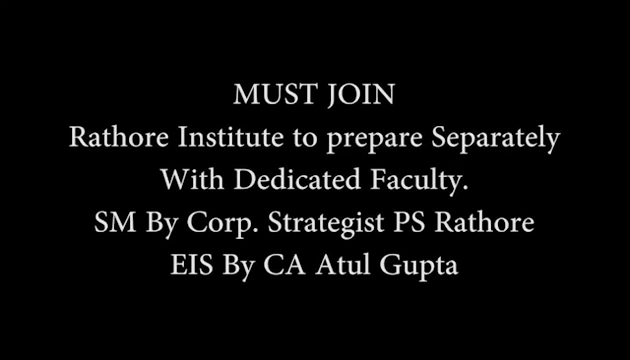 MUST JOIN
Rathore Institute to prepare Separately
With Dedicated Faculty.
SM By Corp. Strategist PS Rathore
EIS By CA Atul Gupta